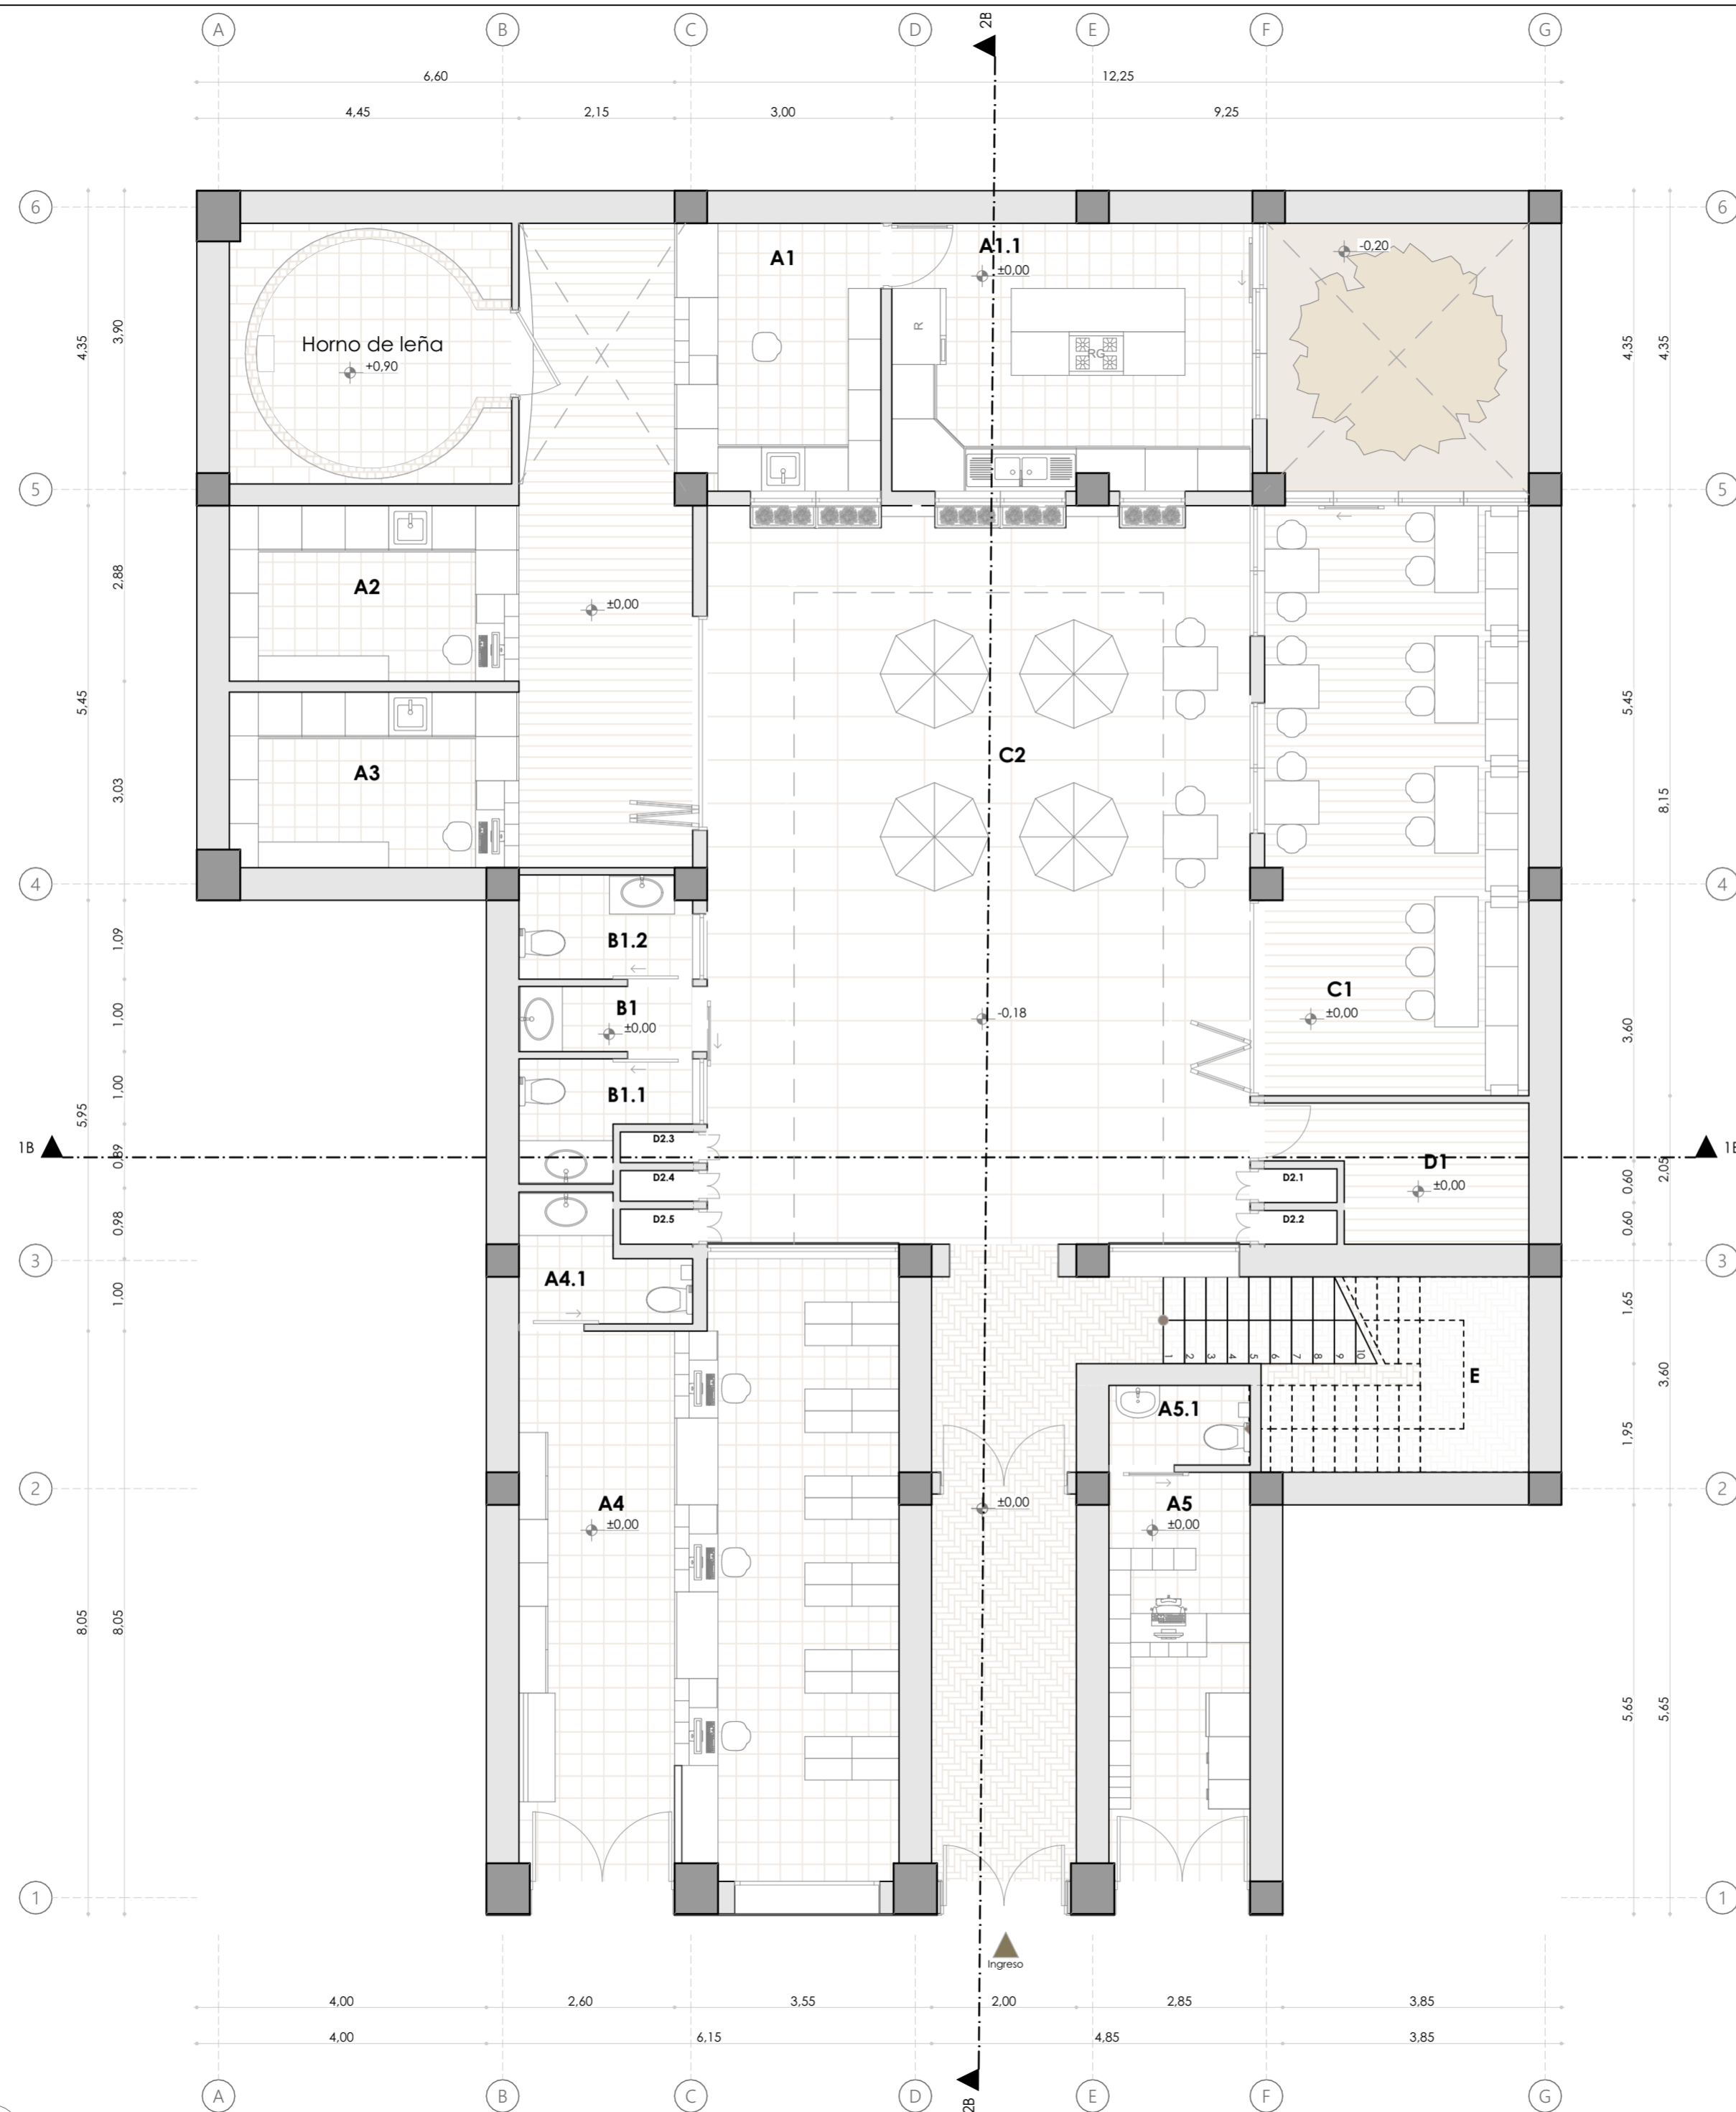 2B
A B C D E F G
6,60 12,25
4,45 2,15 3,00 9,25
6 6
A1 A1.1 -0,20
±0,00
4,35 3,90 Horno de leña R RG 4,35 4,35
+0,90
5 5
2,88 A2
±0,00
5,45 C2 5,45
3,03 A3 8,15
4 4
1,09 B1.2
C1
1,00 B1 -0,18 ±0,00 3,60
±0,00
1,00 B1.1
5,95
1B D2.3 1B
0,89 D2.4 D2.1 D1 0,60 2,05
±0,00
0,98 D2.5 D2.2 0,60
3 3
A4.1
1,00 1,65
1 2 3 4 5 6 7 8 9 10
E 3,60
A5.1
1,95
2 2
A4 ±0,00 A5
±0,00 ±0,00
8,05 8,05
5,65 5,65
1 1
Ingreso
4,00 2,60 3,55 2,00 2,85 3,85
4,00 6,15 4,85 3,85
A B C D E F G
2B